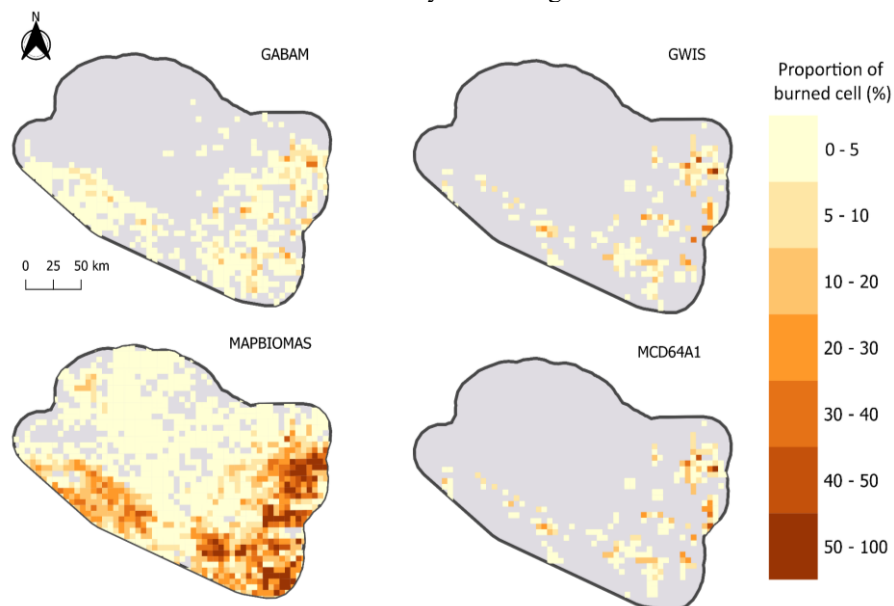 N
GABAM
GWIS
Proportion of
burned cell (%)
0 - 5
5 - 10
10 - 20
20 - 30
30 - 40
40 - 50
50 - 100
0 25 50 km
MAPBIOMAS
MCD64A1